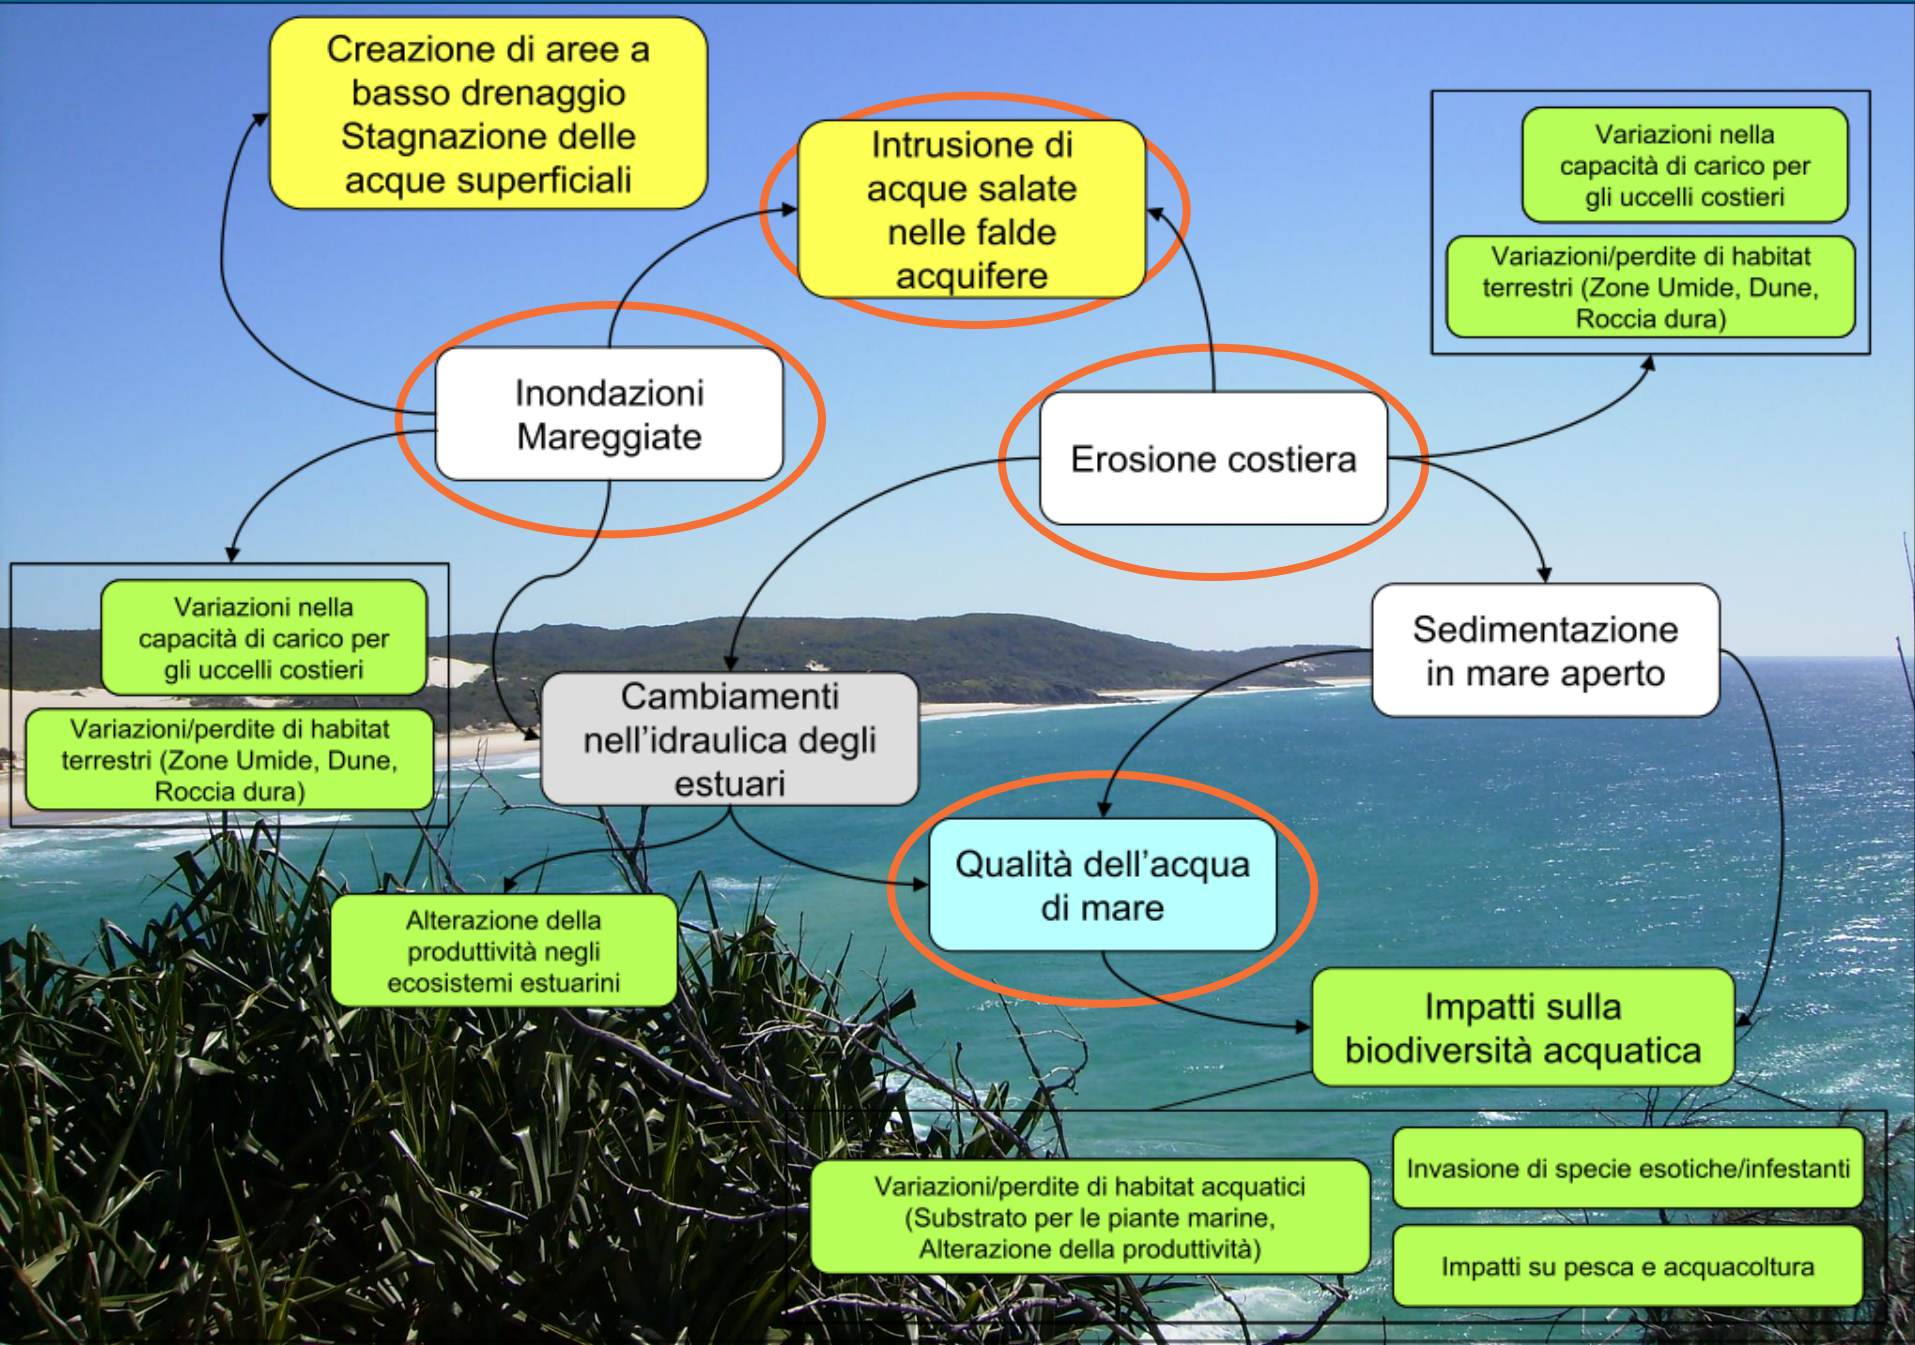 Creazione di aree a
basso drenaggio
Stagnazione delle
acque superficiali
Intrusione di
acque salate
nelle falde
acquifere
Variazioni nella
capacità di carico per
gli uccelli costieri
Variazioni/perdite di habitat
terrestri (Zone Umide, Dune,
Roccia dura)
Inondazioni
Mareggiate
Erosione costiera
Variazioni nella
capacità di carico per
gli uccelli costieri
Variazioni/perdite di habitat
terrestri (Zone Umide, Dune,
Roccia dura)
Cambiamenti
nell'idraulica degli
estuari
Sedimentazione
in mare aperto
Qualità dell'acqua
di mare
Alterazione della
produttività negli
ecosistemi estuarini
Impatti sulla
biodiversità acquatica
Variazioni/perdite di habitat acquatici
(Substrato per le piante marine,
Alterazione della produttività)
Invasione di specie esotiche/infestanti
Impatti su pesca e acquacoltura